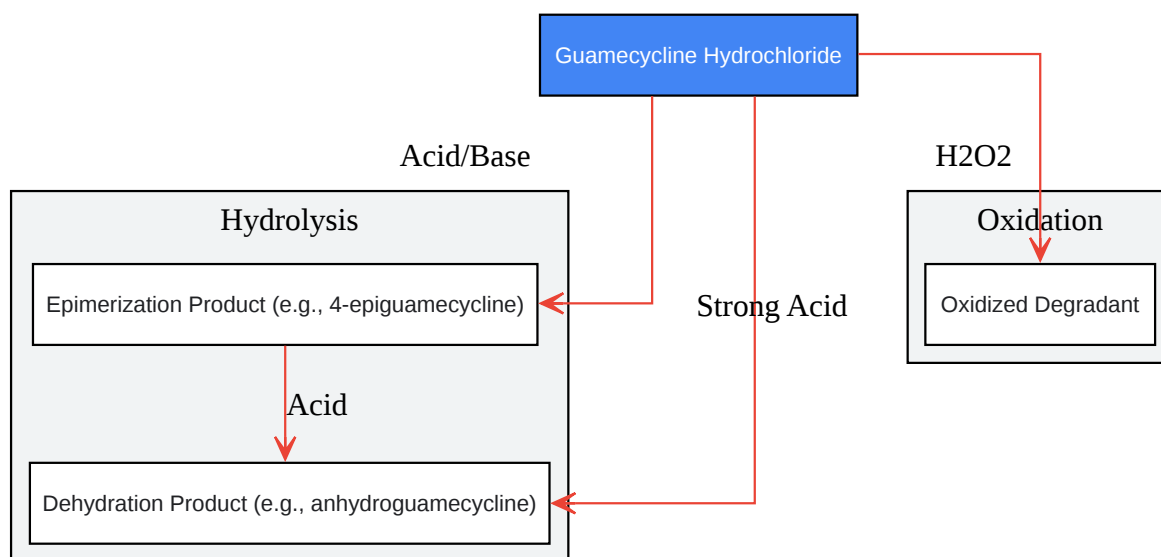 Guamecycline Hydrochloride
Acid/Base
H2O2
Hydrolysis
Oxidation
Epimerization Product (e.g., 4-epiguamecycline)
Strong Acid
Oxidized Degradant
Acid
Dehydration Product (e.g., anhydroguamecycline)